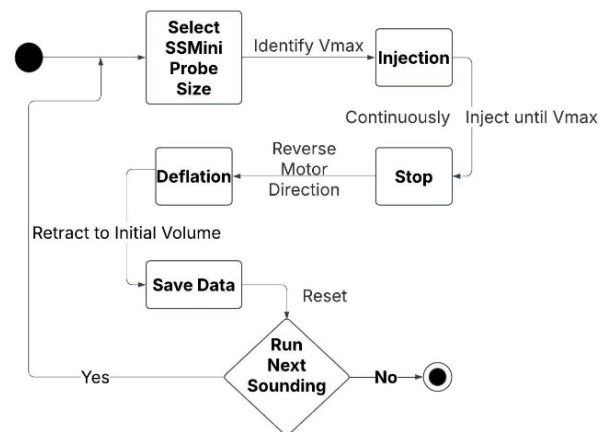 Select
SSMini
Probe
Size
Identify Vmax
Injection
Continuously Inject until Vmax
Stop
Reverse
Motor
Direction
Deflation
Retract to Initial Volume
Save Data
Reset
Run
Next
Sounding
Yes
No